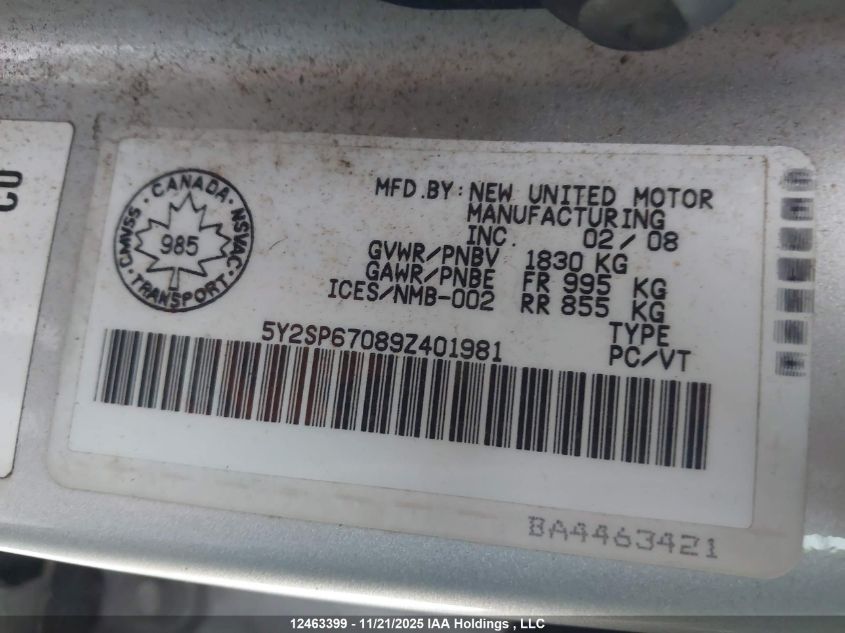 CO
CANADA
CMVSS · NSVAC
985
TRANSPORT
MFD.BY: NEW UNITED MOTOR
MANUFACTURING
INC. 02/08
GVWR/PNBV 1830 KG
GAWR/PNBE FR 995 KG
ICES/NMB-002 RR 855 KG
5Y2SP67089Z401981 TYPE
PC/VT
BA4463421
12463399 - 11/21/2025 IAA Holdings , LLC